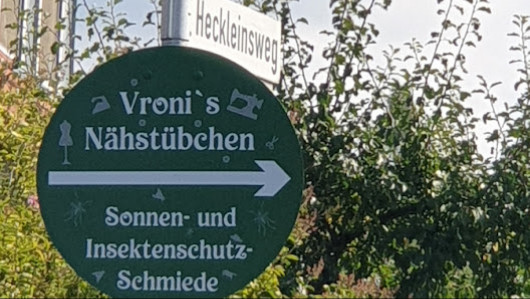 Heckleinsweg
Vroni`s
Nähstübchen
Sonnen- und
Insektenschutz-
Schmiede